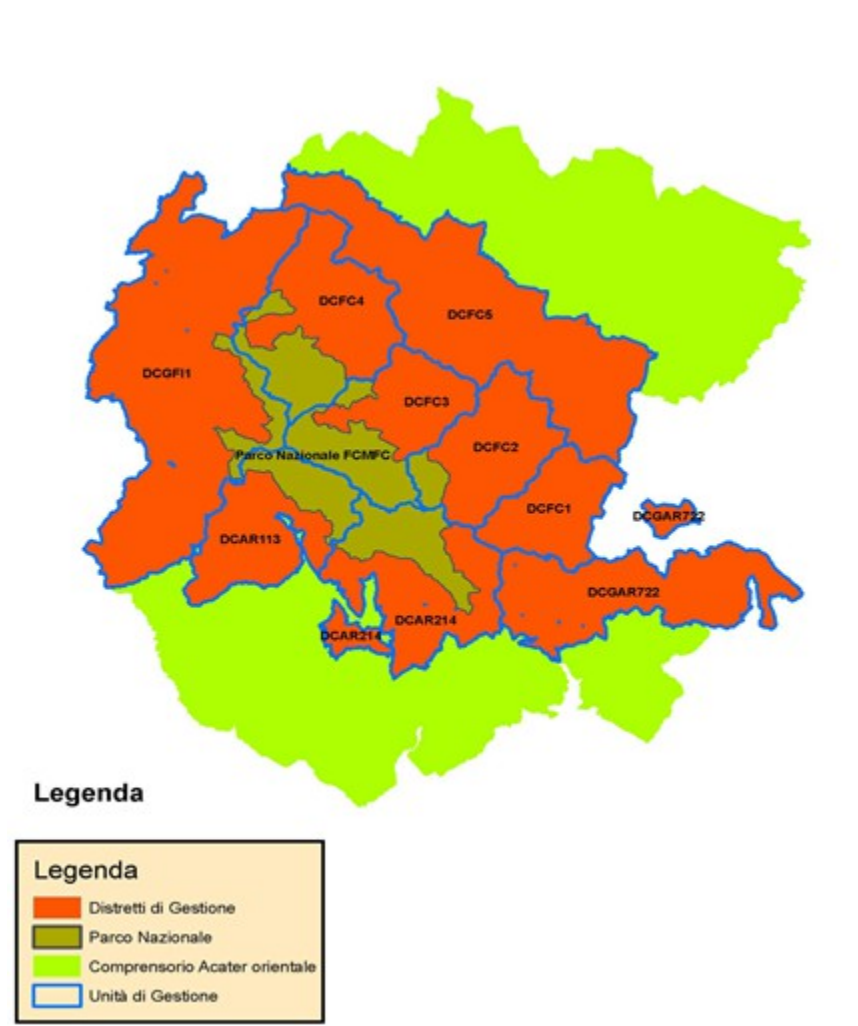 DCFC4
DCFC5
DCGFI1
DCFC3
DCFC2
Parco Nazionale FCMFC
DCFC1
DCGAR722
DCAR113
DCGAR722
DCAR214
DCAR214
Legenda
Legenda
Distretti di Gestione
Parco Nazionale
Comprensorio Acater orientale
Unità di Gestione